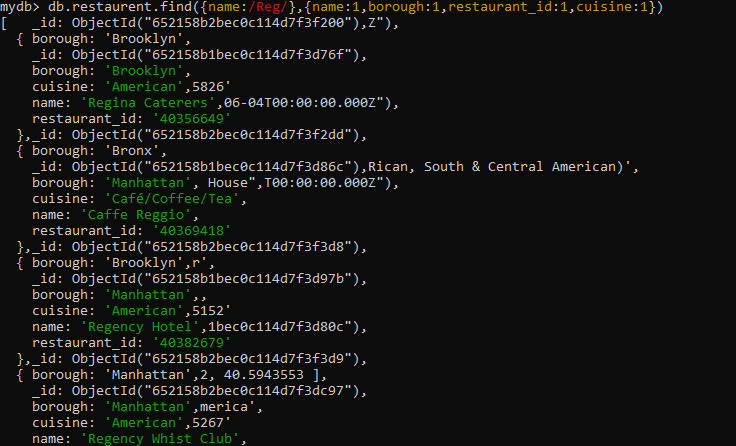 mydb> db.restaurent.find({name:/Reg/},{name:1,borough:1,restaurant_id:1,cuisine:1})
[   _id: ObjectId("652158b2bec0c114d7f3f200"),Z"),
  { borough: 'Brooklyn',
    _id: ObjectId("652158b1bec0c114d7f3d76f"),
    borough: 'Brooklyn',
    cuisine: 'American',5826'
    name: 'Regina Caterers',06-04T00:00:00.000Z"),
    restaurant_id: '40356649'
  },_id: ObjectId("652158b2bec0c114d7f3f2dd"),
  { borough: 'Bronx',
    _id: ObjectId("652158b1bec0c114d7f3d86c"),Rican, South & Central American)',
    borough: 'Manhattan', House",T00:00:00.000Z"),
    cuisine: 'Café/Coffee/Tea',
    name: 'Caffe Reggio',
    restaurant_id: '40369418'
  },_id: ObjectId("652158b2bec0c114d7f3f3d8"),
  { borough: 'Brooklyn',r',
    _id: ObjectId("652158b1bec0c114d7f3d97b"),
    borough: 'Manhattan',,
    cuisine: 'American',5152'
    name: 'Regency Hotel',1bec0c114d7f3d80c"),
    restaurant_id: '40382679'
  },_id: ObjectId("652158b2bec0c114d7f3f3d9"),
  { borough: 'Manhattan',2, 40.5943553 ],
    _id: ObjectId("652158b1bec0c114d7f3dc97"),
    borough: 'Manhattan',merica',
    cuisine: 'American',5267'
    name: 'Regency Whist Club',